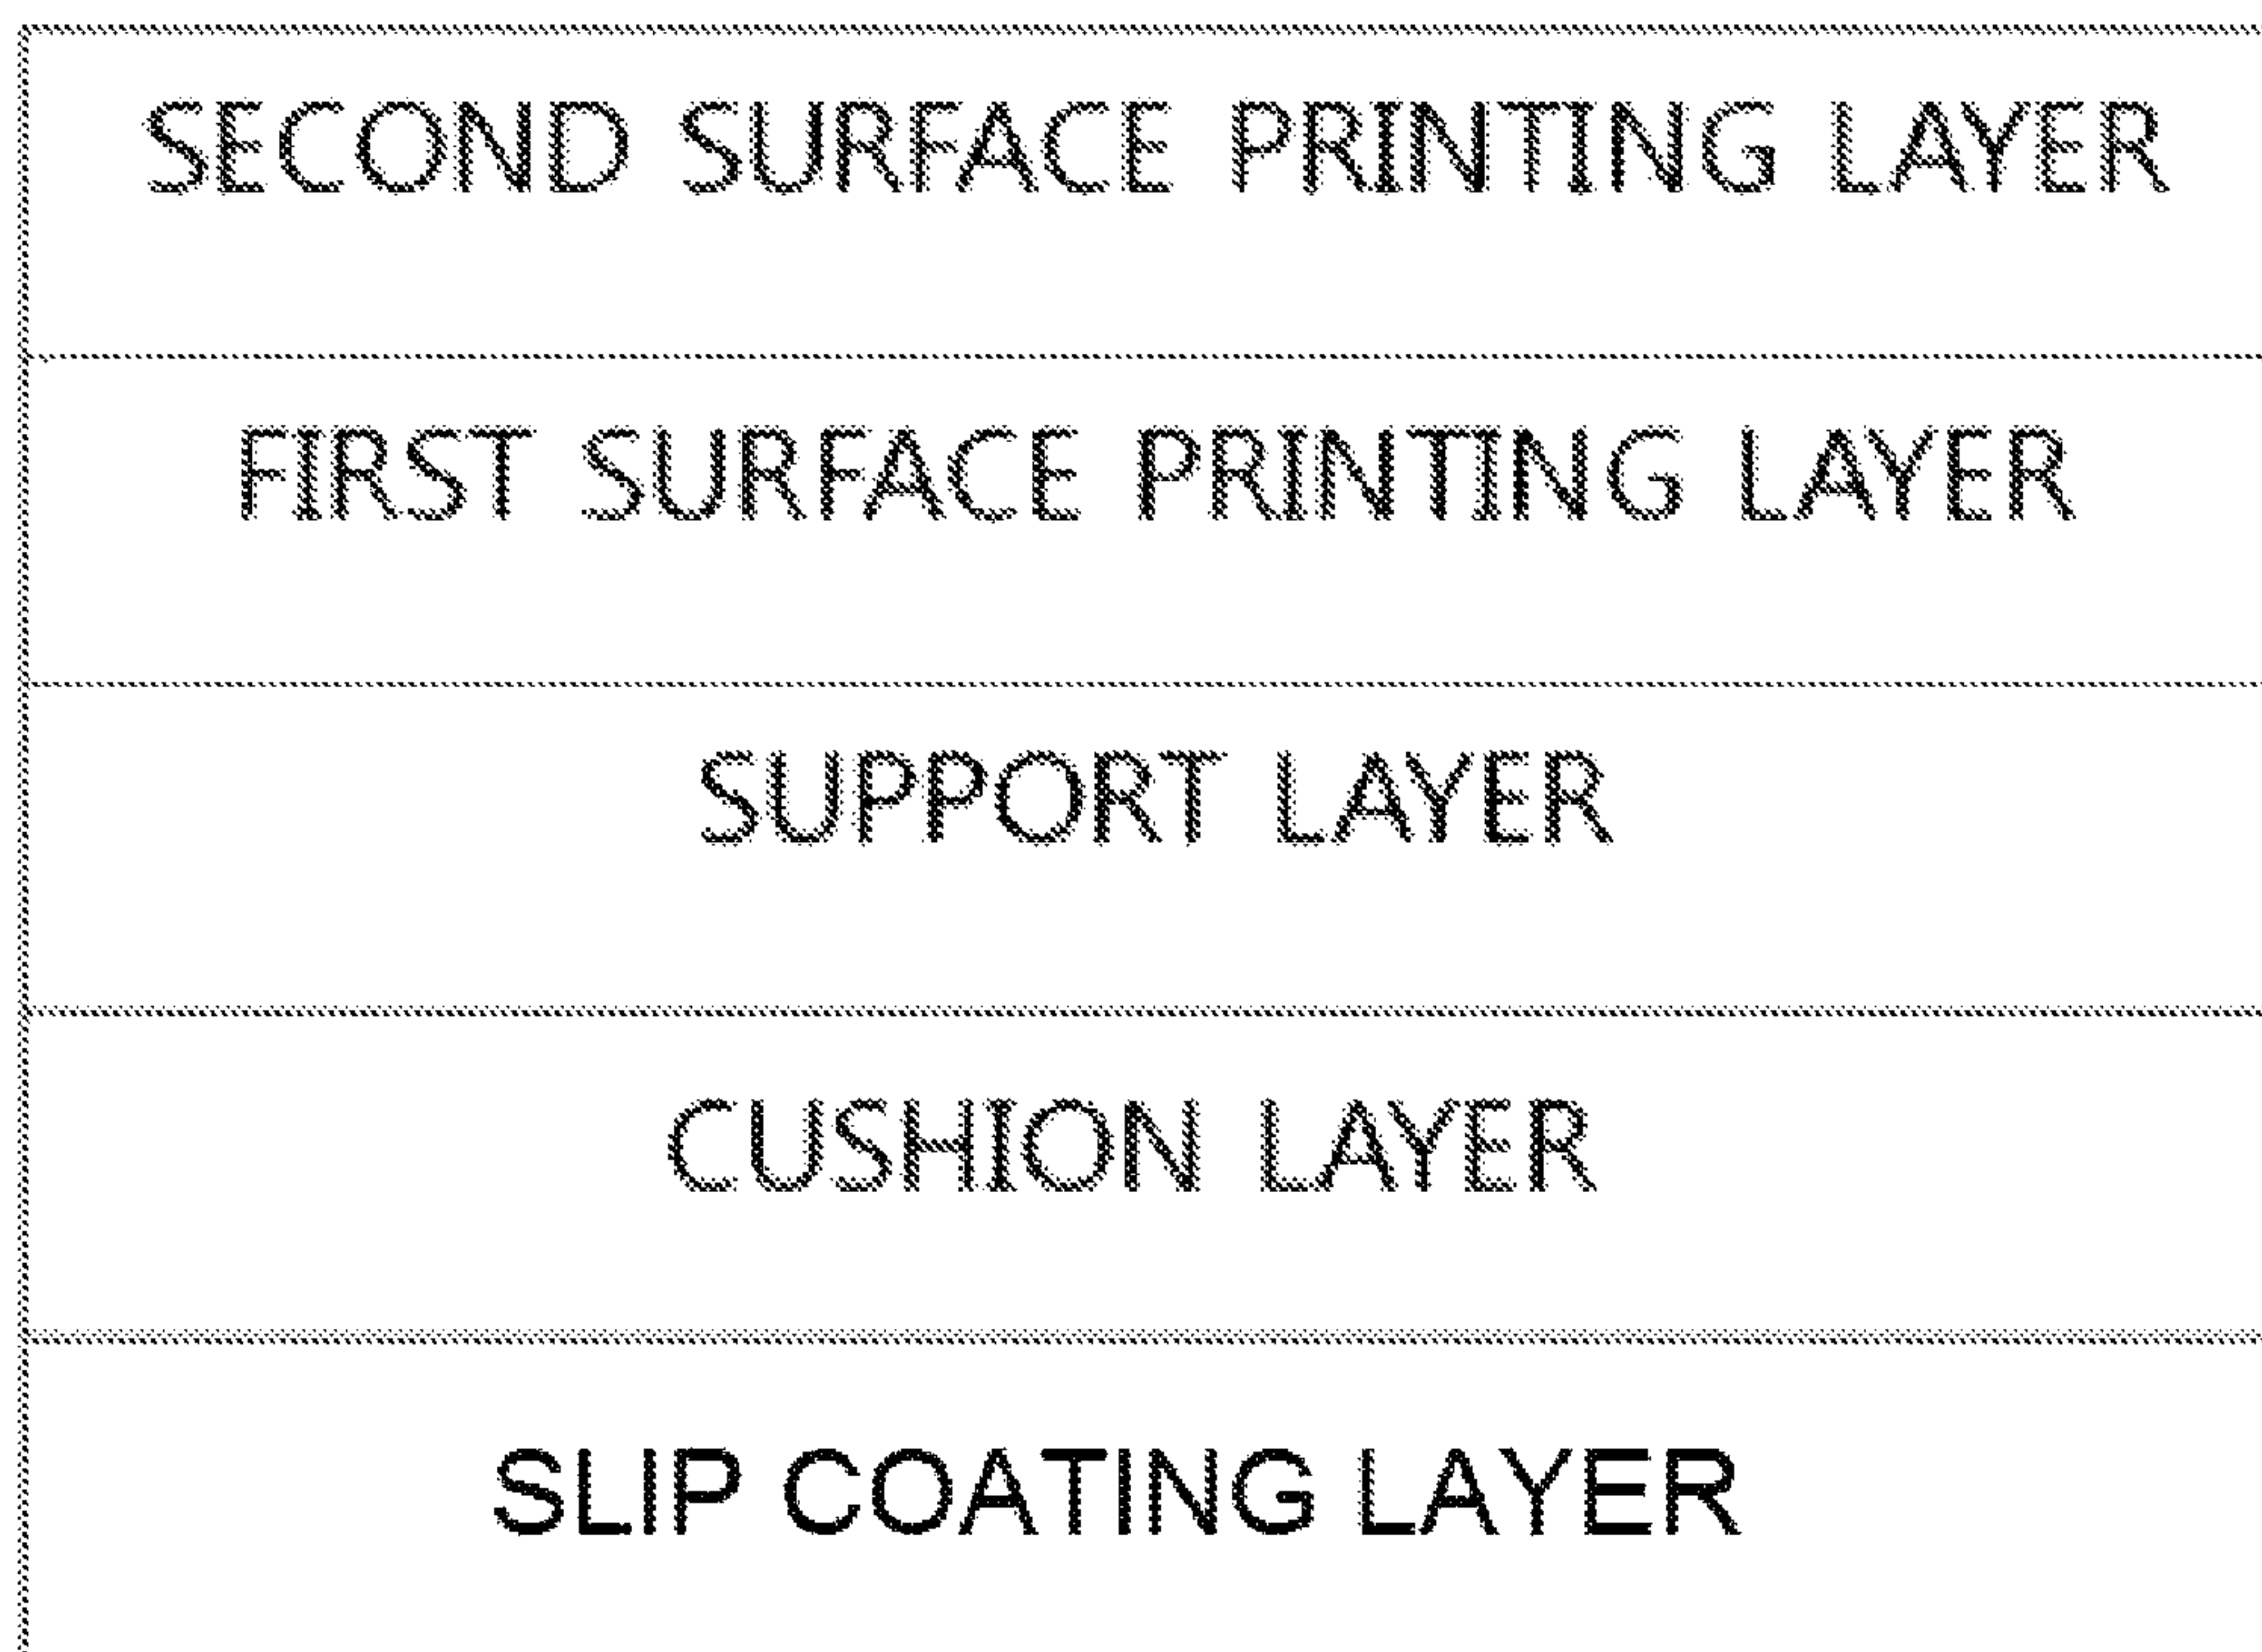 SECOND SURFACE PRINTING LAYER
FIRST SURFACE PRINTING LAYER
SUPPORT LAYER
CUSHION LAYER
SLIP COATING LAYER